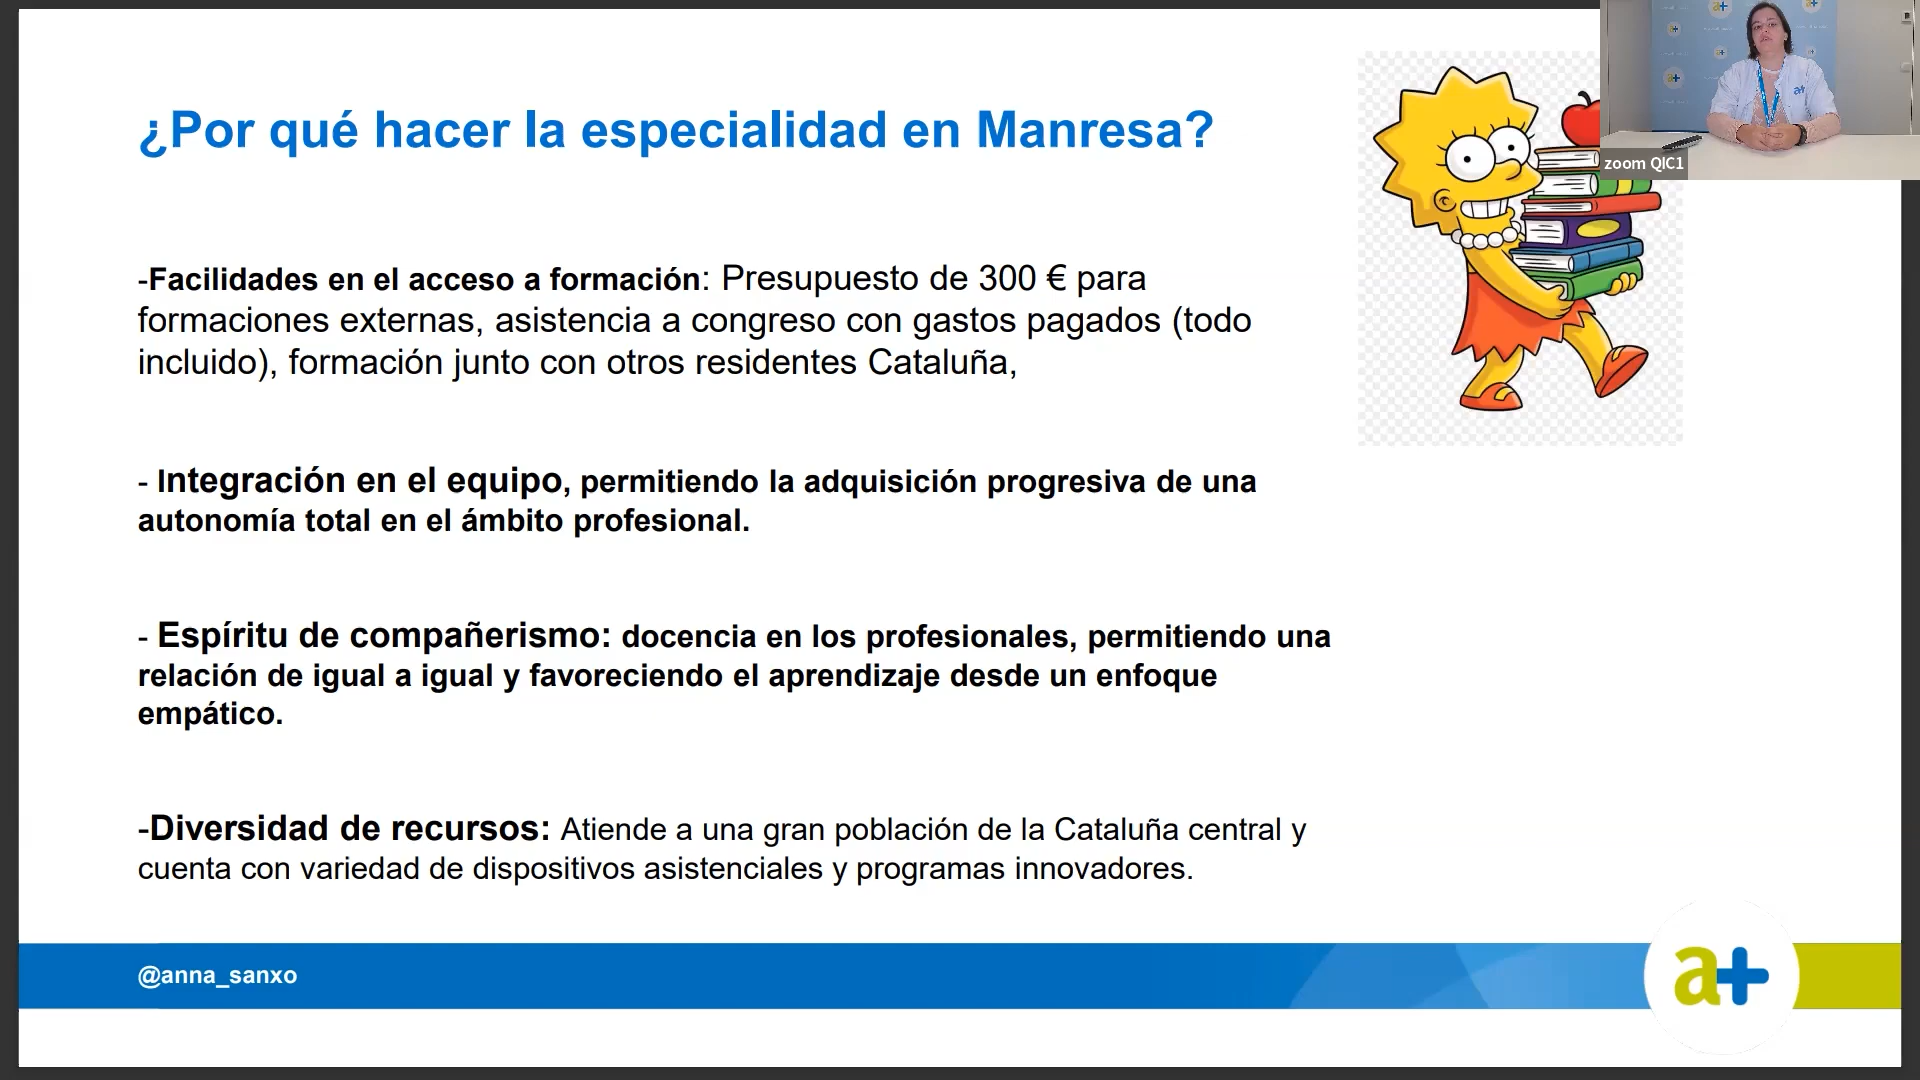 ¿Por qué hacer la especialidad en Manresa?
zoom QIC1
-Facilidades en el acceso a formación: Presupuesto de 300 € para
formaciones externas, asistencia a congreso con gastos pagados (todo
incluido), formación junto con otros residentes Cataluña,
- Integración en el equipo, permitiendo la adquisición progresiva de una
autonomía total en el ámbito profesional.
- Espíritu de compañerismo: docencia en los profesionales, permitiendo una
relación de igual a igual y favoreciendo el aprendizaje desde un enfoque
empático.
-Diversidad de recursos: Atiende a una gran población de la Cataluña central y
cuenta con variedad de dispositivos asistenciales y programas innovadores.
@anna_sanxo
a+